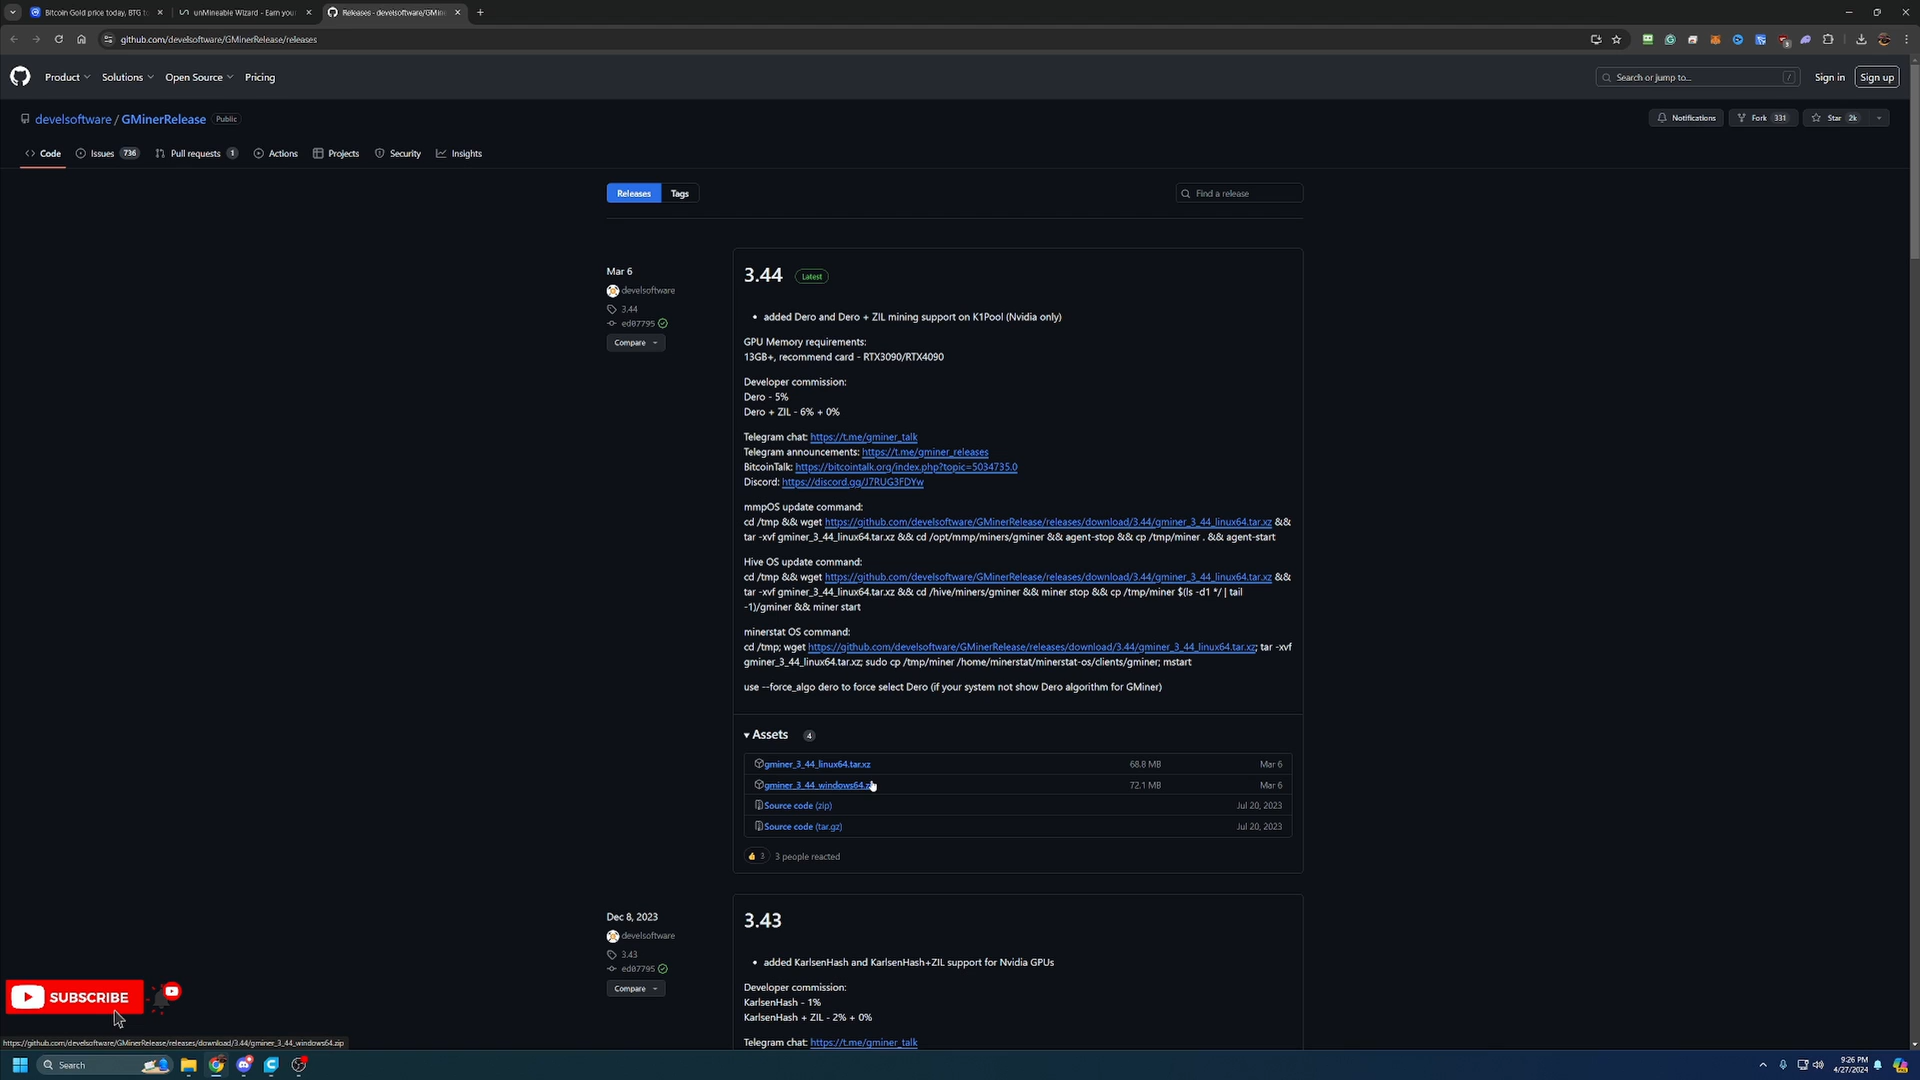 Bitcoin Gold price today, BTG to
unMineable Wizard - Earn your
Releases · develsoftware/GMine
github.com/develsoftware/GMinerRelease/releases
Product
Solutions
Open Source
Pricing
Search or jump to...
/
Sign in
Sign up
develsoftware / GMinerRelease
Public
Notifications
Fork 331
Star 2k
Code
Issues 736
Pull requests 1
Actions
Projects
Security
Insights
Releases
Tags
Find a release
Mar 6
develsoftware
3.44
ed07795
Compare
3.44 Latest
• added Dero and Dero + ZIL mining support on K1Pool (Nvidia only)
GPU Memory requirements:
13GB+, recommend card - RTX3090/RTX4090
Developer commission:
Dero - 5%
Dero + ZIL - 6% + 0%
Telegram chat: https://t.me/gminer_talk
Telegram announcements: https://t.me/gminer_releases
BitcoinTalk: https://bitcointalk.org/index.php?topic=5034735.0
Discord: https://discord.gg/J7RUG3FDYw
mmpOS update command:
cd /tmp && wget https://github.com/develsoftware/GMinerRelease/releases/download/3.44/gminer_3_44_linux64.tar.xz &&
tar -xvf gminer_3_44_linux64.tar.xz && cd /opt/mmp/miners/gminer && agent-stop && cp /tmp/miner . && agent-start
Hive OS update command:
cd /tmp && wget https://github.com/develsoftware/GMinerRelease/releases/download/3.44/gminer_3_44_linux64.tar.xz &&
tar -xvf gminer_3_44_linux64.tar.xz && cd /hive/miners/gminer && miner stop && cp /tmp/miner $(ls -d1 */ | tail
-1)/gminer && miner start
minerstat OS command:
cd /tmp; wget https://github.com/develsoftware/GMinerRelease/releases/download/3.44/gminer_3_44_linux64.tar.xz; tar -xvf
gminer_3_44_linux64.tar.xz; sudo cp /tmp/miner /home/minerstat/minerstat-os/clients/gminer; mstart
use --force_algo dero to force select Dero (if your system not show Dero algorithm for GMiner)
Assets 4
gminer_3_44_linux64.tar.xz 68.8 MB Mar 6
gminer_3_44_windows64.zip 72.1 MB Mar 6
Source code (zip) Jul 20, 2023
Source code (tar.gz) Jul 20, 2023
3 3 people reacted
Dec 8, 2023
develsoftware
3.43
ed07795
Compare
3.43
• added KarlsenHash and KarlsenHash+ZIL support for Nvidia GPUs
Developer commission:
KarlsenHash - 1%
KarlsenHash + ZIL - 2% + 0%
Telegram chat: https://t.me/gminer_talk
SUBSCRIBE
https://github.com/develsoftware/GMinerRelease/releases/download/3.44/gminer_3_44_windows64.zip
Search
9:26 PM
4/27/2024